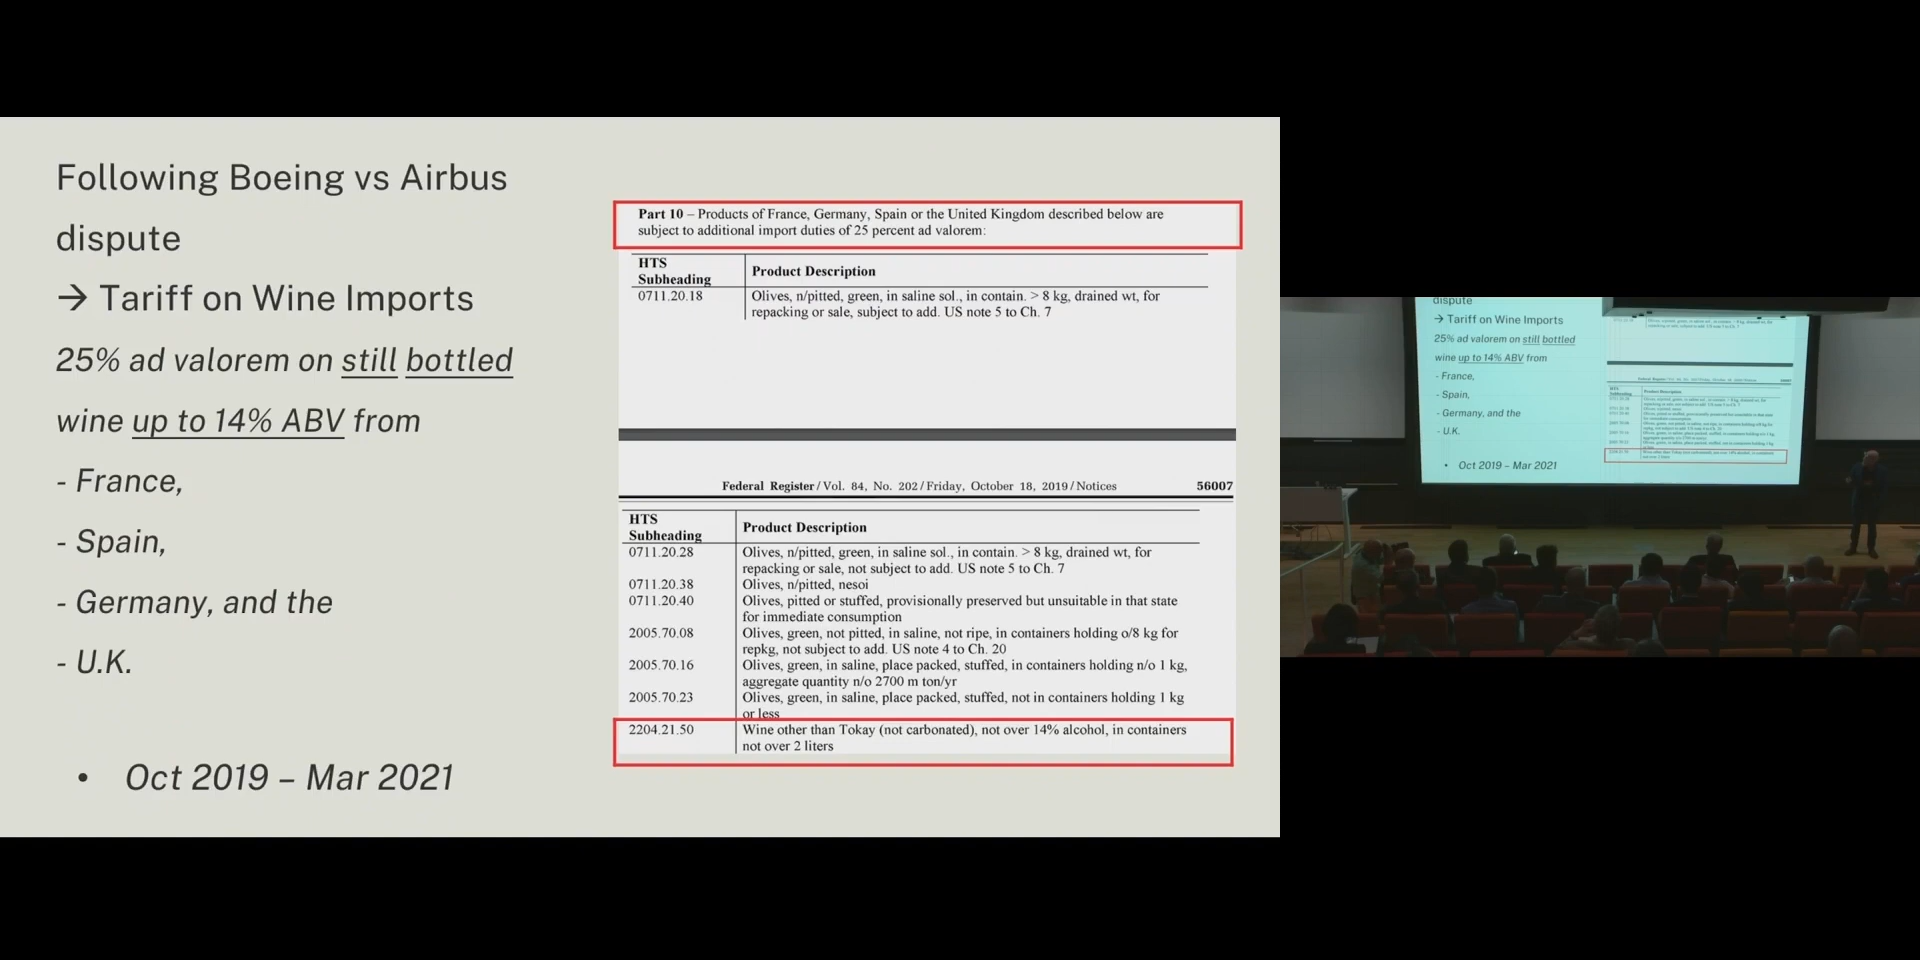 Following Boeing vs Airbus
dispute
→ Tariff on Wine Imports
25% ad valorem on still bottled
wine up to 14% ABV from
- France,
- Spain,
- Germany, and the
- U.K.
• Oct 2019 – Mar 2021
Part 10 – Products of France, Germany, Spain or the United Kingdom described below are
subject to additional import duties of 25 percent ad valorem:
HTS
Subheading
Product Description
0711.20.18
Olives, n/pitted, green, in saline sol., in contain. > 8 kg, drained wt, for
repacking or sale, subject to add. US note 5 to Ch. 7
Federal Register / Vol. 84, No. 202 / Friday, October 18, 2019 / Notices 56007
HTS
Subheading
Product Description
0711.20.28
Olives, n/pitted, green, in saline sol., in contain. > 8 kg, drained wt, for
repacking or sale, not subject to add. US note 5 to Ch. 7
0711.20.38
Olives, n/pitted, nesoi
0711.20.40
Olives, pitted or stuffed, provisionally preserved but unsuitable in that state
for immediate consumption
2005.70.08
Olives, green, not pitted, in saline, not ripe, in containers holding o/8 kg for
repkg, not subject to add. US note 4 to Ch. 20
2005.70.16
Olives, green, in saline, place packed, stuffed, in containers holding n/o 1 kg,
aggregate quantity n/o 2700 m ton/yr
2005.70.23
Olives, green, in saline, place packed, stuffed, not in containers holding 1 kg
or less
2204.21.50
Wine other than Tokay (not carbonated), not over 14% alcohol, in containers
not over 2 liters
dispute
→ Tariff on Wine Imports
25% ad valorem on still bottled
wine up to 14% ABV from
- France,
- Spain,
- Germany, and the
- U.K.
• Oct 2019 – Mar 2021